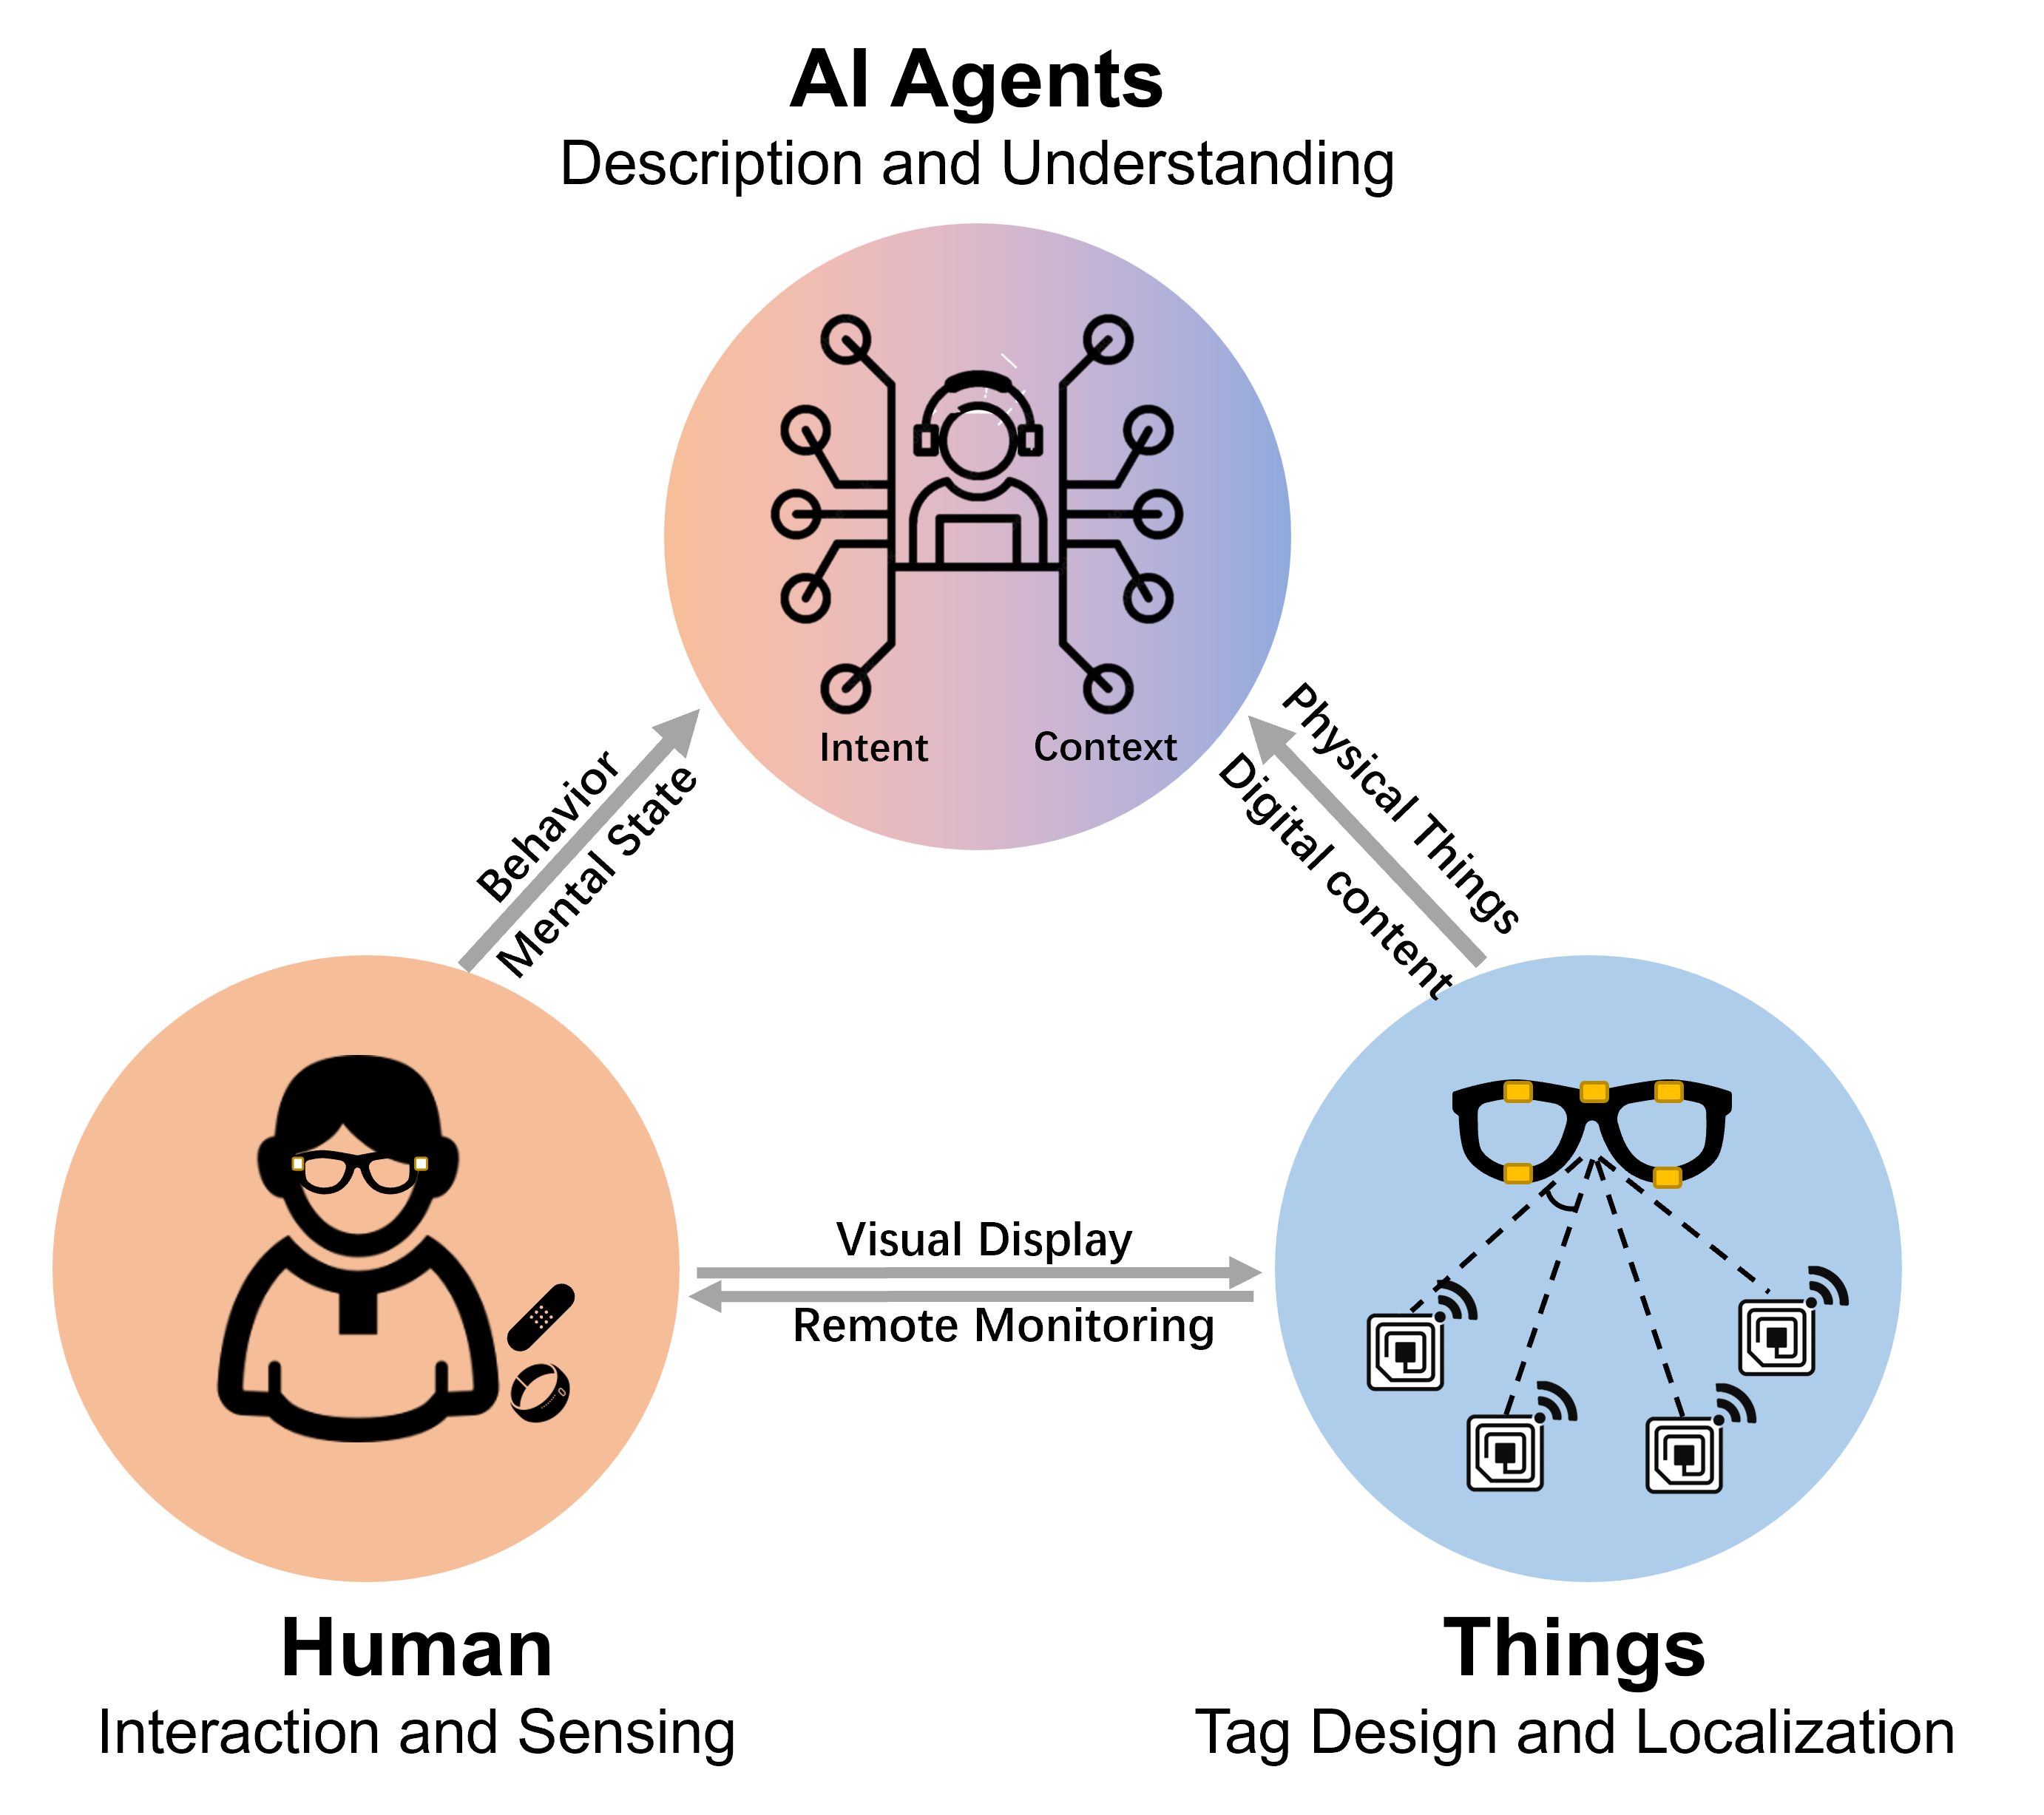 AI Agents
Description and Understanding
Intent
Context
Behavior
Mental State
Physical Things
Digital content
Visual Display
Remote Monitoring
Human
Interaction and Sensing
Things
Tag Design and Localization